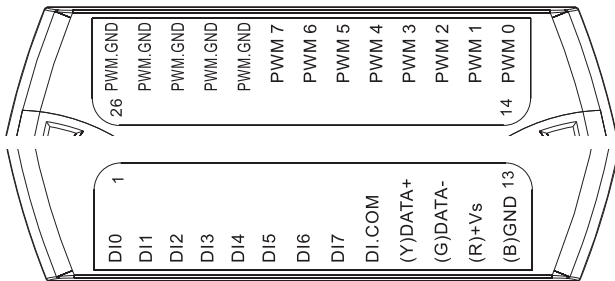 26 PWM.GND
PWM.GND
PWM.GND
PWM.GND
PWM.GND
PWM 7
PWM 6
PWM 5
PWM 4
PWM 3
PWM 2
PWM 1
14 PWM 0
DI0 1
DI1
DI2
DI3
DI4
DI5
DI6
DI7
DI.COM
(Y)DATA+
(G)DATA-
(R)+Vs
(B)GND 13